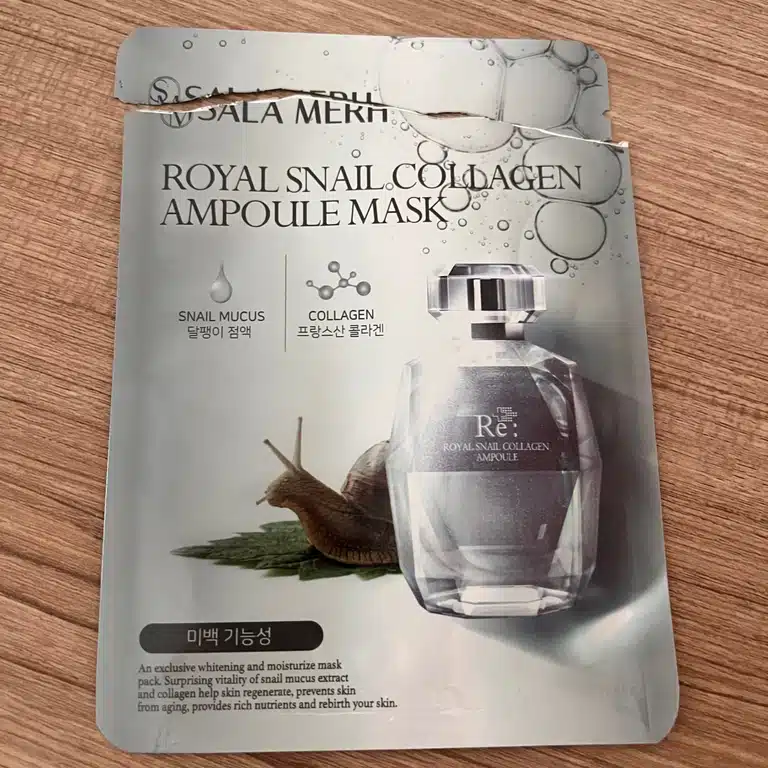 SALA MERH
ROYAL SNAIL COLLAGEN
AMPOULE MASK
SNAIL MUCUS
달팽이 점액
COLLAGEN
프랑스산 콜라겐
Re:
ROYAL SNAIL COLLAGEN
AMPOULE
미백 기능성
An exclusive whitening and moisturize mask
pack. Surprising vitality of snail mucus extract
and collagen help skin regenerate, prevents skin
from aging, provides rich nutrients and rebirth your skin.